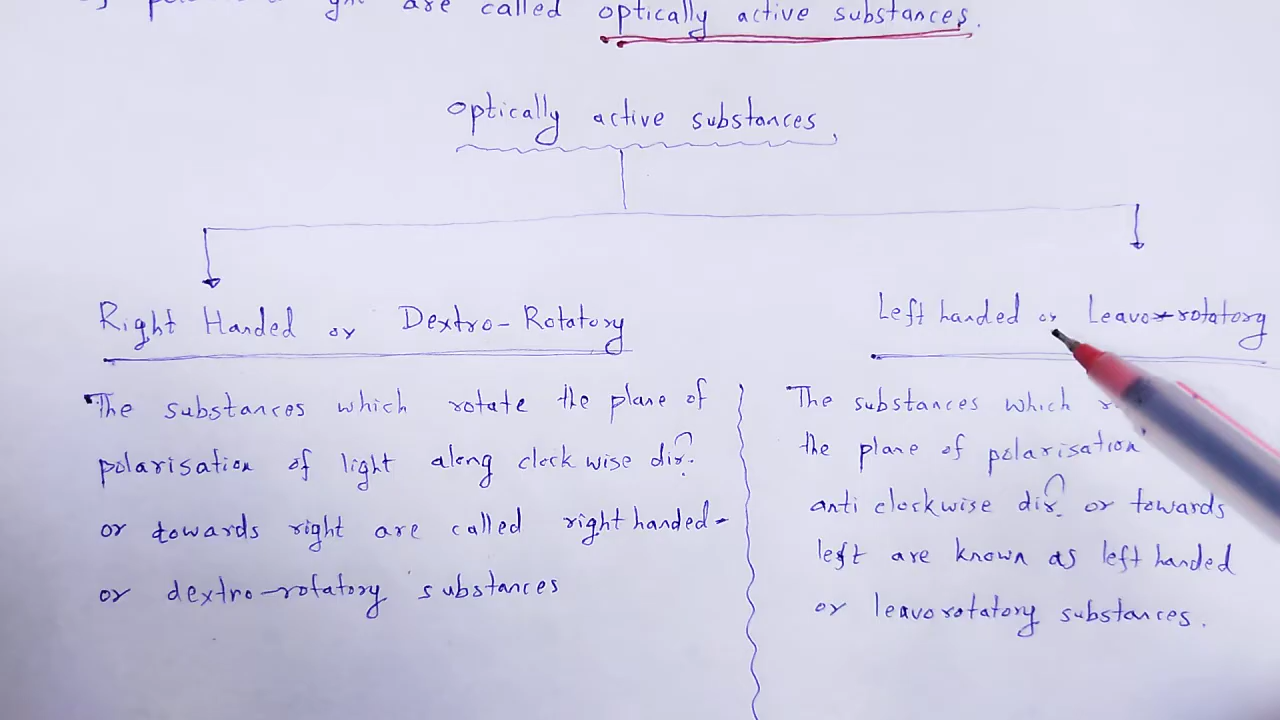 are called optically active substances.
Optically active substances,
Right Handed or Dextro-Rotatory
Left handed or Leavo-rotatory
The substances which rotate the plane of
polarisation of light along clockwise dir.
or towards right are called right handed-
or dextro-rotatory substances
The substances which
the plane of polarisation
anti clockwise dir. or towards
left are known as left handed
or leavorotatory substances.